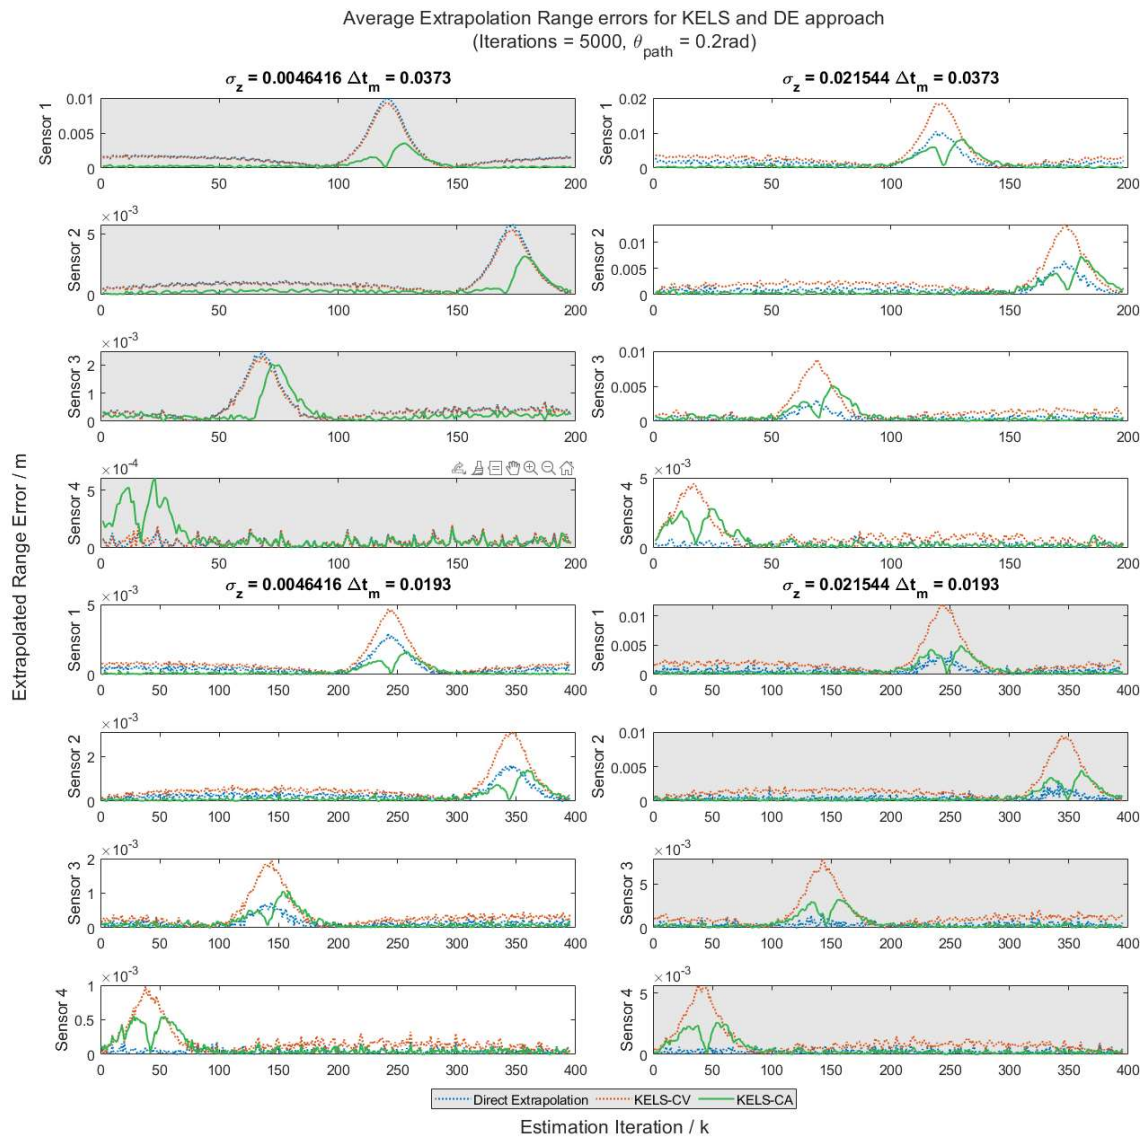 Average Extrapolation Range errors for KELS and DE approach
(Iterations = 5000, θpath = 0.2rad)
σz = 0.0046416 Δtm = 0.0373
σz = 0.021544 Δtm = 0.0373
Sensor 1
0.01
0.005
0
0 50 100 150 200
Sensor 1
0.02
0.01
0
0 50 100 150 200
×10-3
Sensor 2
5
0
0 50 100 150 200
Sensor 2
0.01
0.005
0
0 50 100 150 200
×10-3
Sensor 3
2
1
0
0 50 100 150 200
Sensor 3
0.01
0.005
0
0 50 100 150 200
×10-4
Sensor 4
5
0
0 50 100 150 200
×10-3
Sensor 4
5
0
0 50 100 150 200
Extrapolated Range Error / m
σz = 0.0046416 Δtm = 0.0193
σz = 0.021544 Δtm = 0.0193
×10-3
Sensor 1
5
0
0 50 100 150 200 250 300 350 400
Sensor 1
0.01
0.005
0
0 50 100 150 200 250 300 350 400
×10-3
Sensor 2
2
0
0 50 100 150 200 250 300 350 400
Sensor 2
0.01
0.005
0
0 50 100 150 200 250 300 350 400
×10-3
Sensor 3
2
1
0
0 50 100 150 200 250 300 350 400
×10-3
Sensor 3
5
0
0 50 100 150 200 250 300 350 400
×10-3
Sensor 4
1
0.5
0
0 50 100 150 200 250 300 350 400
×10-3
Sensor 4
5
0
0 50 100 150 200 250 300 350 400
Direct Extrapolation KELS-CV KELS-CA
Estimation Iteration / k